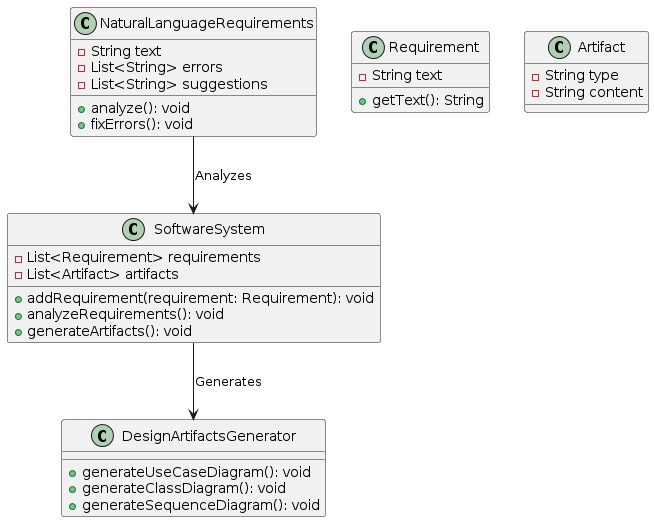 C NaturalLanguageRequirements
String text
List<String> errors
List<String> suggestions
analyze(): void
fixErrors(): void
C Requirement
String text
getText(): String
C Artifact
String type
String content
Analyzes
C SoftwareSystem
List<Requirement> requirements
List<Artifact> artifacts
addRequirement(requirement: Requirement): void
analyzeRequirements(): void
generateArtifacts(): void
Generates
C DesignArtifactsGenerator
generateUseCaseDiagram(): void
generateClassDiagram(): void
generateSequenceDiagram(): void